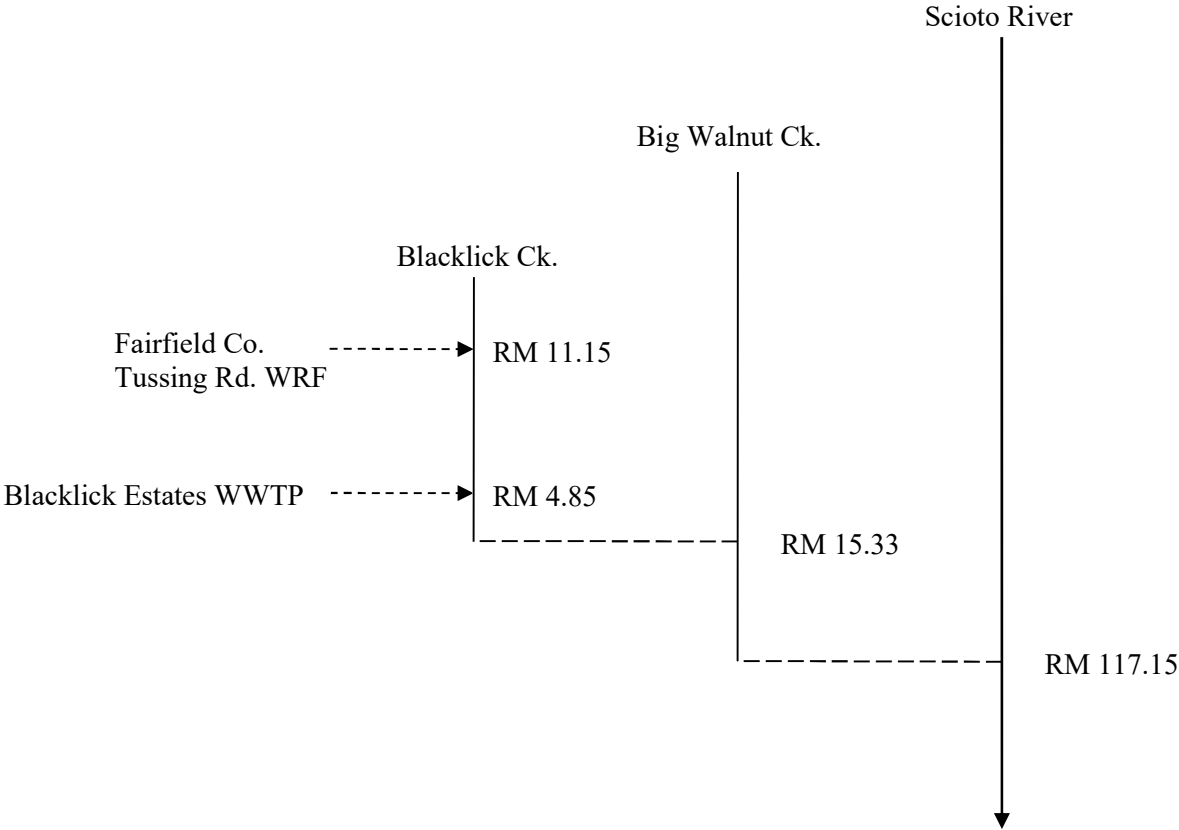 Scioto River
Big Walnut Ck.
Blacklick Ck.
Fairfield Co.
Tussing Rd. WRF
RM 11.15
Blacklick Estates WWTP
RM 4.85
RM 15.33
RM 117.15